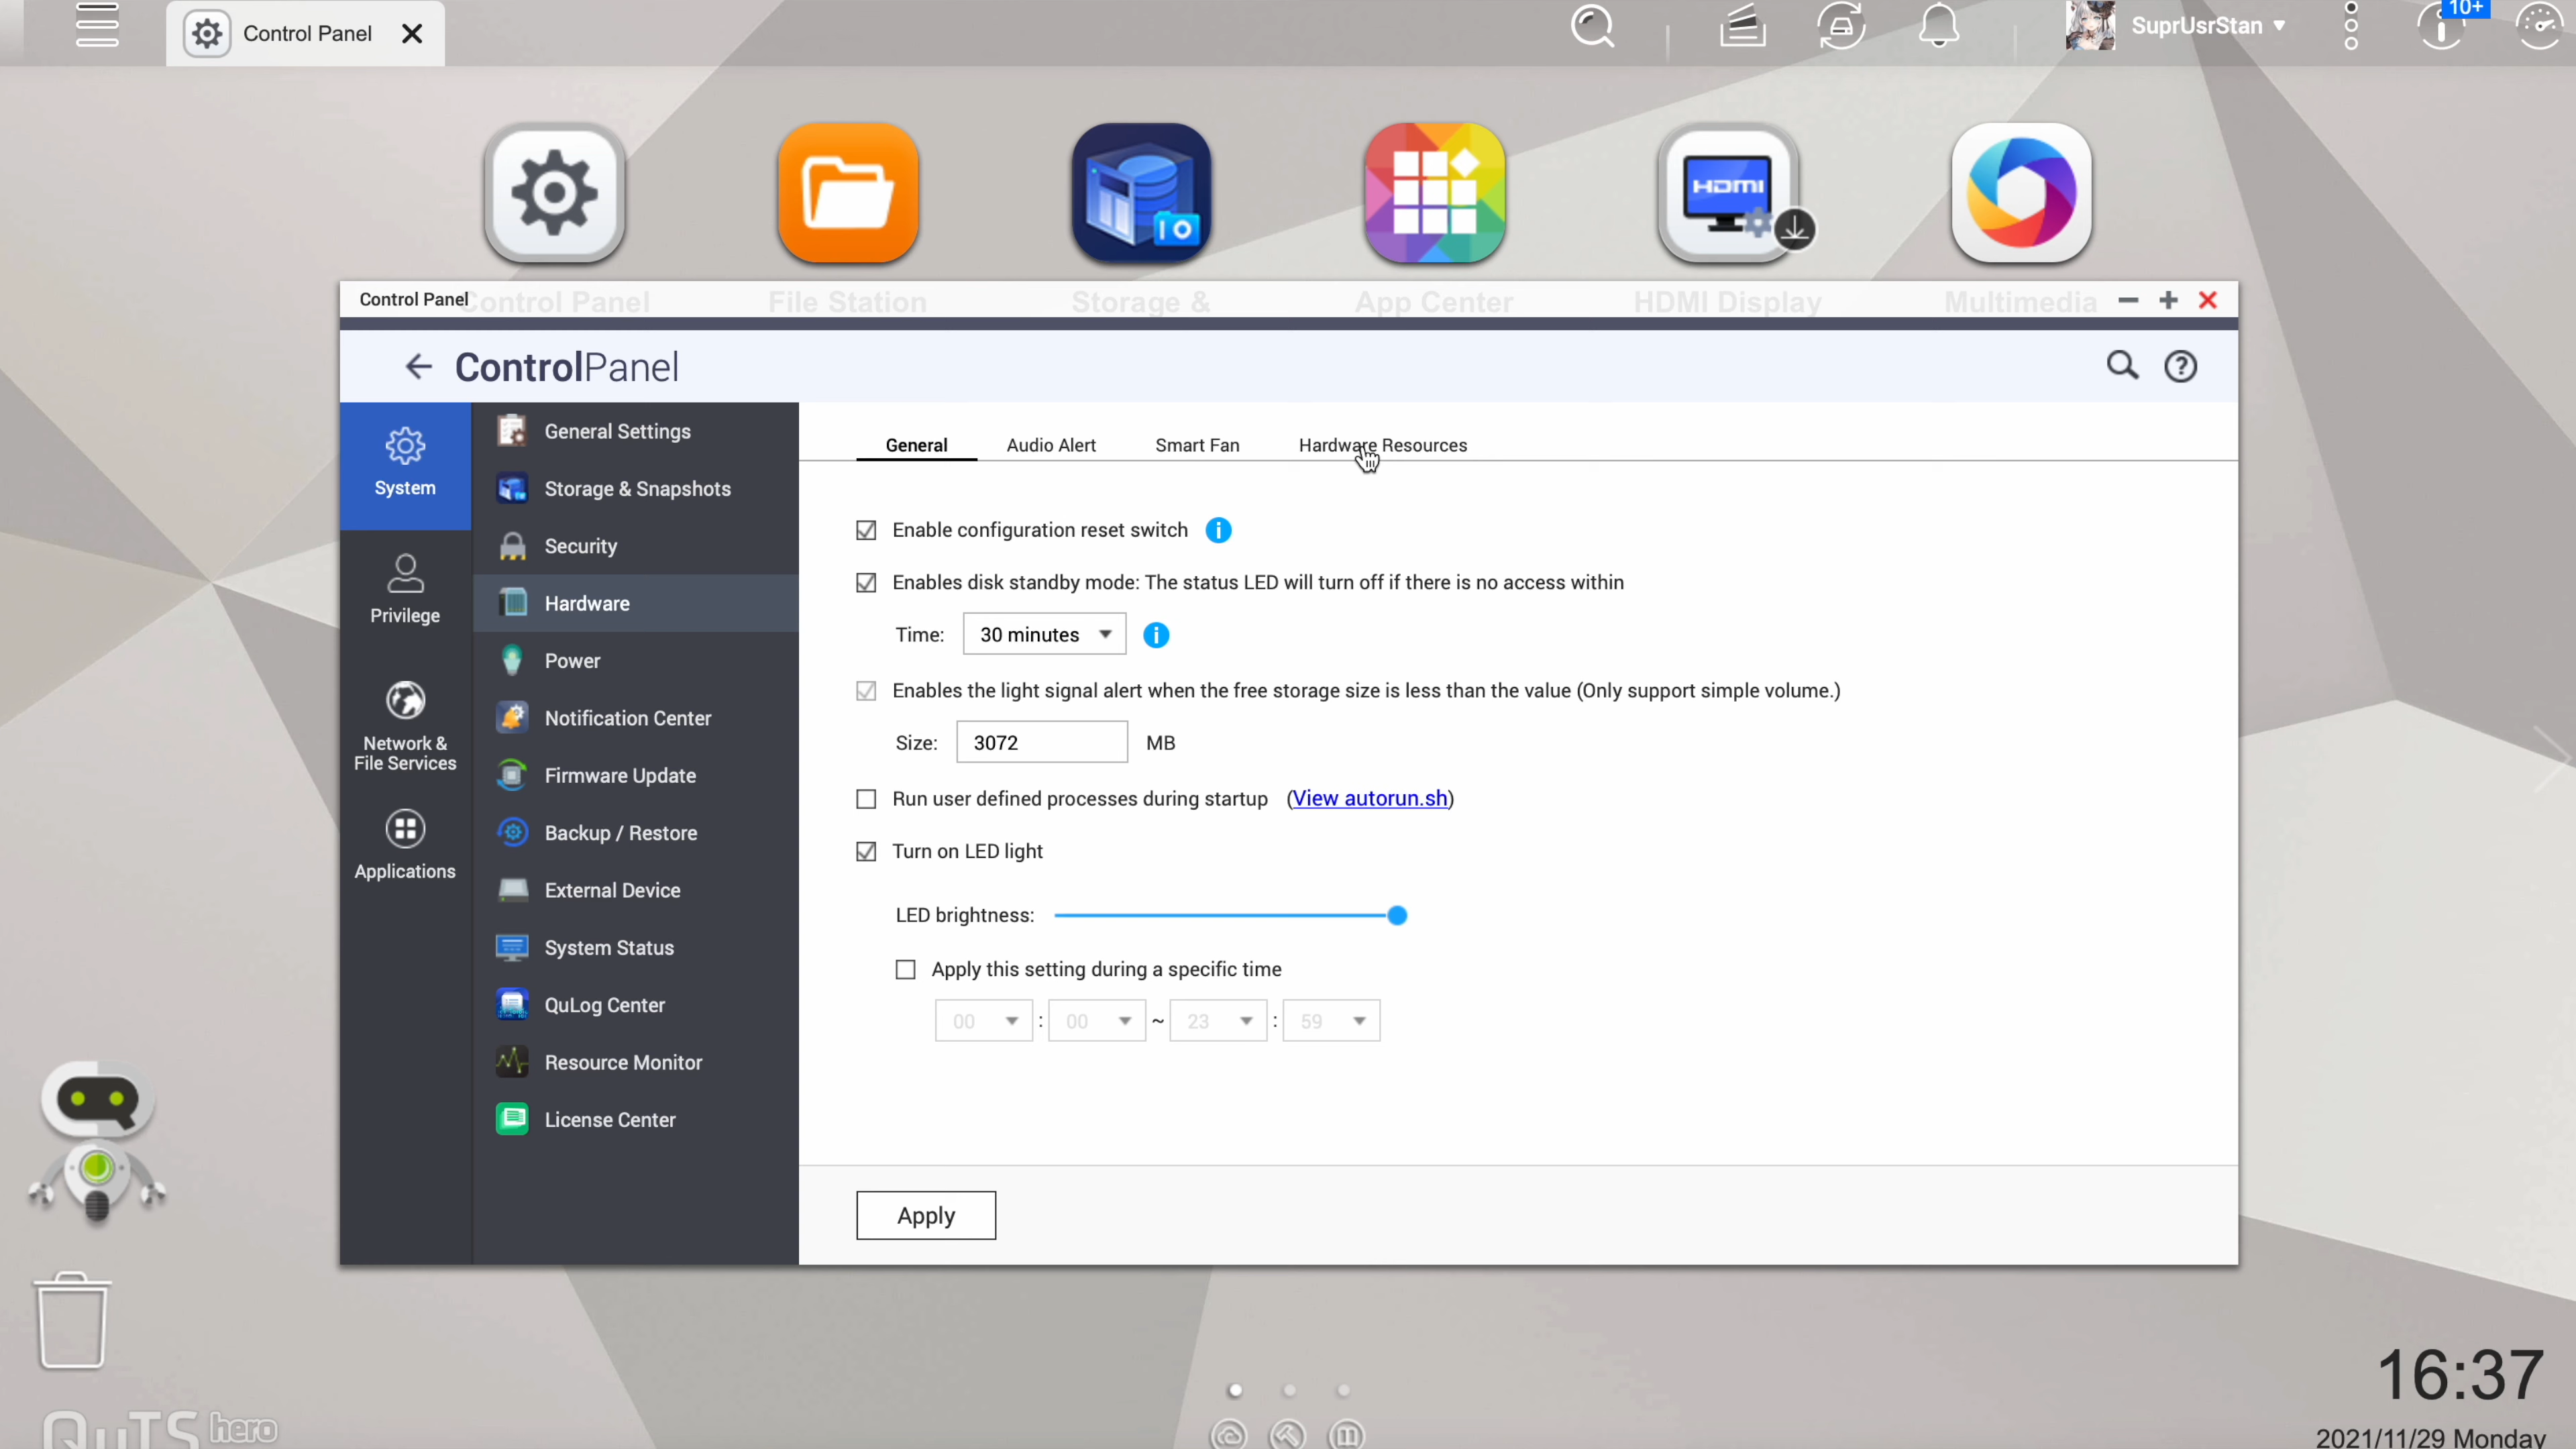 Control Panel
10+
SuprUsrStan
HDMI
Control Panel
Control Panel
File Station
Storage &
App Center
HDMI Display
Multimedia
ControlPanel
System
Privilege
Network &
File Services
Applications
General Settings
Storage & Snapshots
Security
Hardware
Power
Notification Center
Firmware Update
Backup / Restore
External Device
System Status
QuLog Center
Resource Monitor
License Center
General
Audio Alert
Smart Fan
Hardware Resources
Enable configuration reset switch
Enables disk standby mode: The status LED will turn off if there is no access within
Time: 30 minutes
Enables the light signal alert when the free storage size is less than the value (Only support simple volume.)
Size: 3072 MB
Run user defined processes during startup (View autorun.sh)
Turn on LED light
LED brightness:
Apply this setting during a specific time
00 : 00 ~ 23 : 59
Apply
QuTS hero
16:37
2021/11/29 Monday